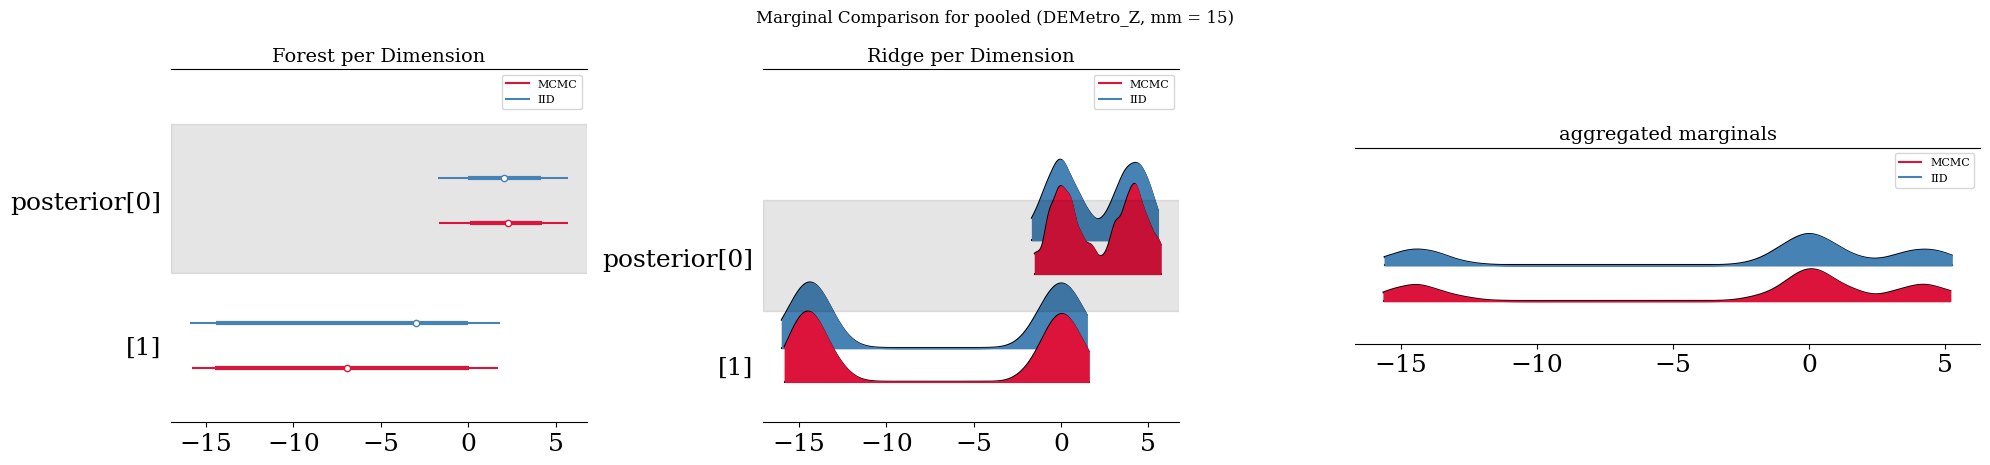 Marginal Comparison for pooled (DEMetro_Z, mm = 15)
Forest per Dimension
MCMC
IID
posterior[0]
[1]
−15 −10 −5 0 5
Ridge per Dimension
MCMC
IID
posterior[0]
[1]
−15 −10 −5 0 5
aggregated marginals
MCMC
IID
−15 −10 −5 0 5